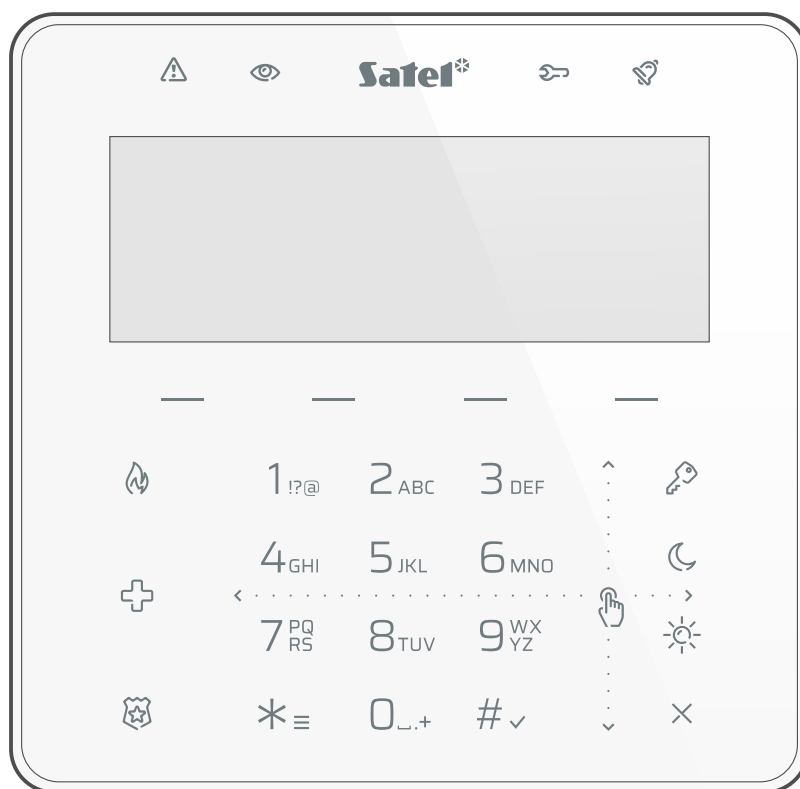 Satel
1 !?@ 2 ABC 3 DEF
4 GHI 5 JKL 6 MNO
7 PQ RS 8 TUV 9 WX YZ
* 0 ⎵.+ #